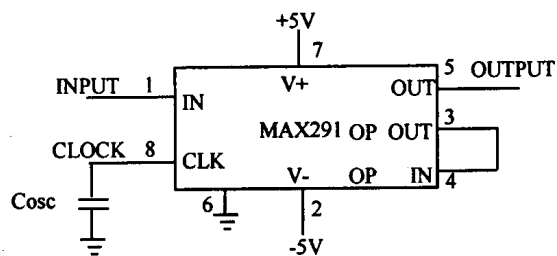 +5V
7
INPUT 1 IN V+ OUT 5 OUTPUT
MAX291 OP OUT 3
CLOCK 8 CLK
V- OP IN 4
Cosc
6 2
-5V